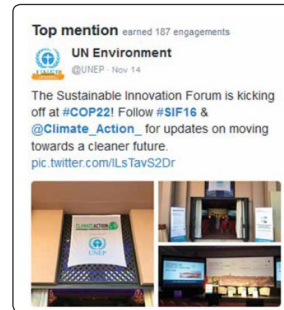 Top mention earned 187 engagements
UN Environment
@UNEP · Nov 14
The Sustainable Innovation Forum is kicking
off at #COP22! Follow #SIF16 &
@Climate_Action_ for updates on moving
towards a cleaner future.
pic.twitter.com/ILsTavS2Dr
CLIMATEACTION
UNEP